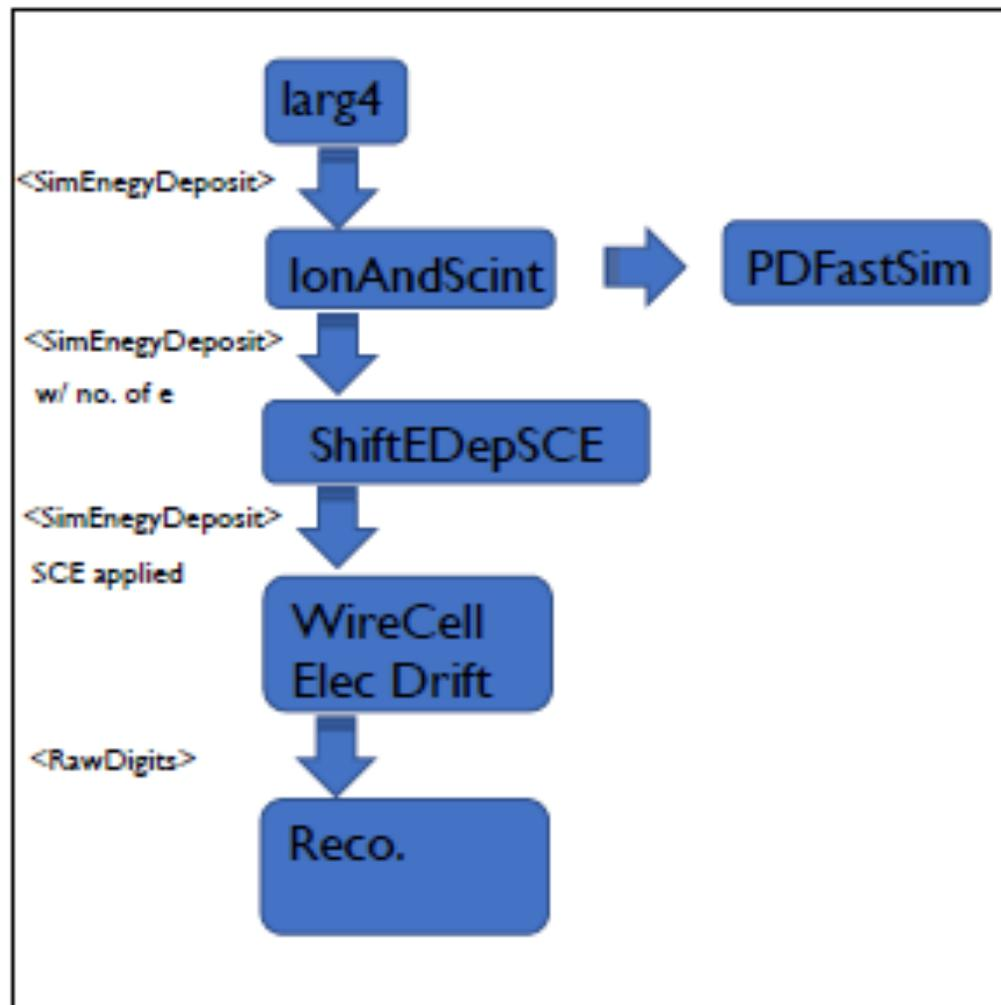 larg4
<SimEnegyDeposit>
IonAndScint
PDFastSim
<SimEnegyDeposit>
w/ no. of e
ShiftEDepSCE
<SimEnegyDeposit>
SCE applied
WireCell
Elec Drift
<RawDigits>
Reco.